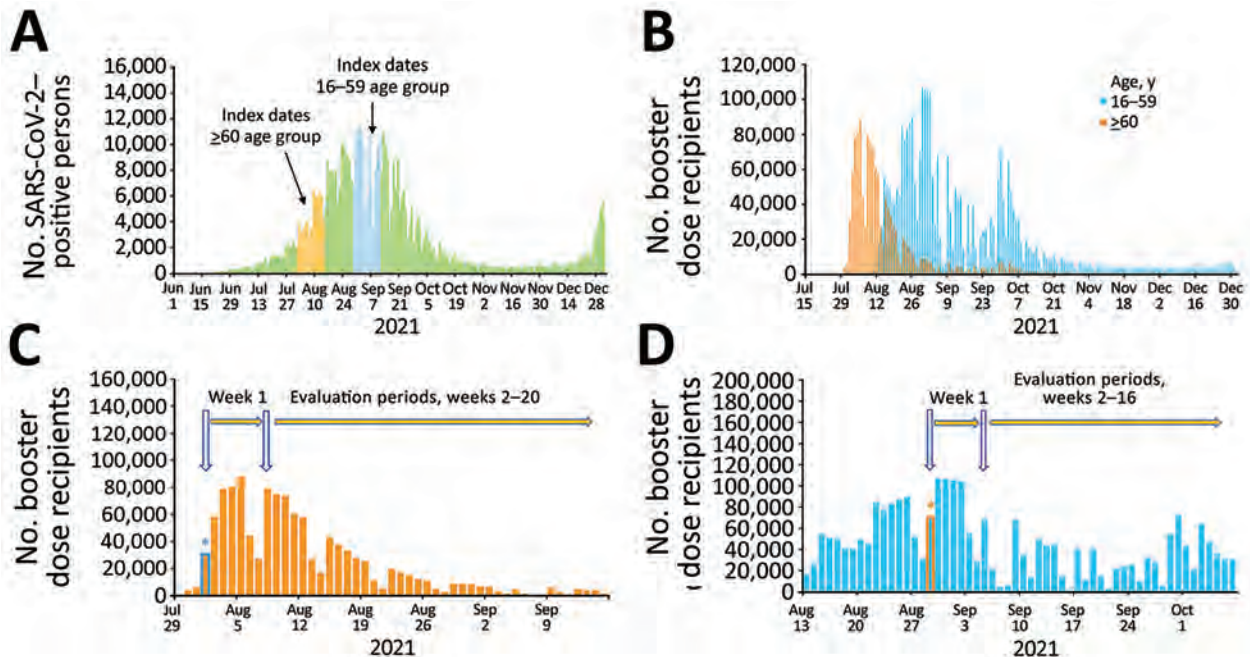 A
No. SARS-CoV-2–
positive persons
16,000
14,000
12,000
10,000
8,000
6,000
4,000
2,000
0
Index dates
16–59 age group
Index dates
≥60 age group
Jun Jun Jun Jul Jul Aug Aug Sep Sep Oct Oct Nov Nov Nov Dec Dec
1 15 29 13 27 10 24 7 21 5 19 2 16 30 14 28
2021
B
No. booster
dose recipients
120,000
100,000
80,000
60,000
40,000
20,000
0
Age, y
16–59
≥60
Jul Jul Aug Aug Sep Sep Oct Oct Nov Nov Dec Dec Dec
15 29 12 26 9 23 7 21 4 18 2 16 30
2021
C
No. booster
dose recipients
160,000
140,000
120,000
100,000
80,000
60,000
40,000
20,000
0
Week 1 Evaluation periods, weeks 2–20
*
Jul Aug Aug Aug Aug Sep Sep
29 5 12 19 26 2 9
2021
D
No. booster
dose recipients
200,000
180,000
160,000
140,000
120,000
100,000
80,000
60,000
40,000
20,000
0
Evaluation periods,
Week 1 weeks 2–16
*
Aug Aug Aug Sep Sep Sep Sep Oct
13 20 27 3 10 17 24 1
2021